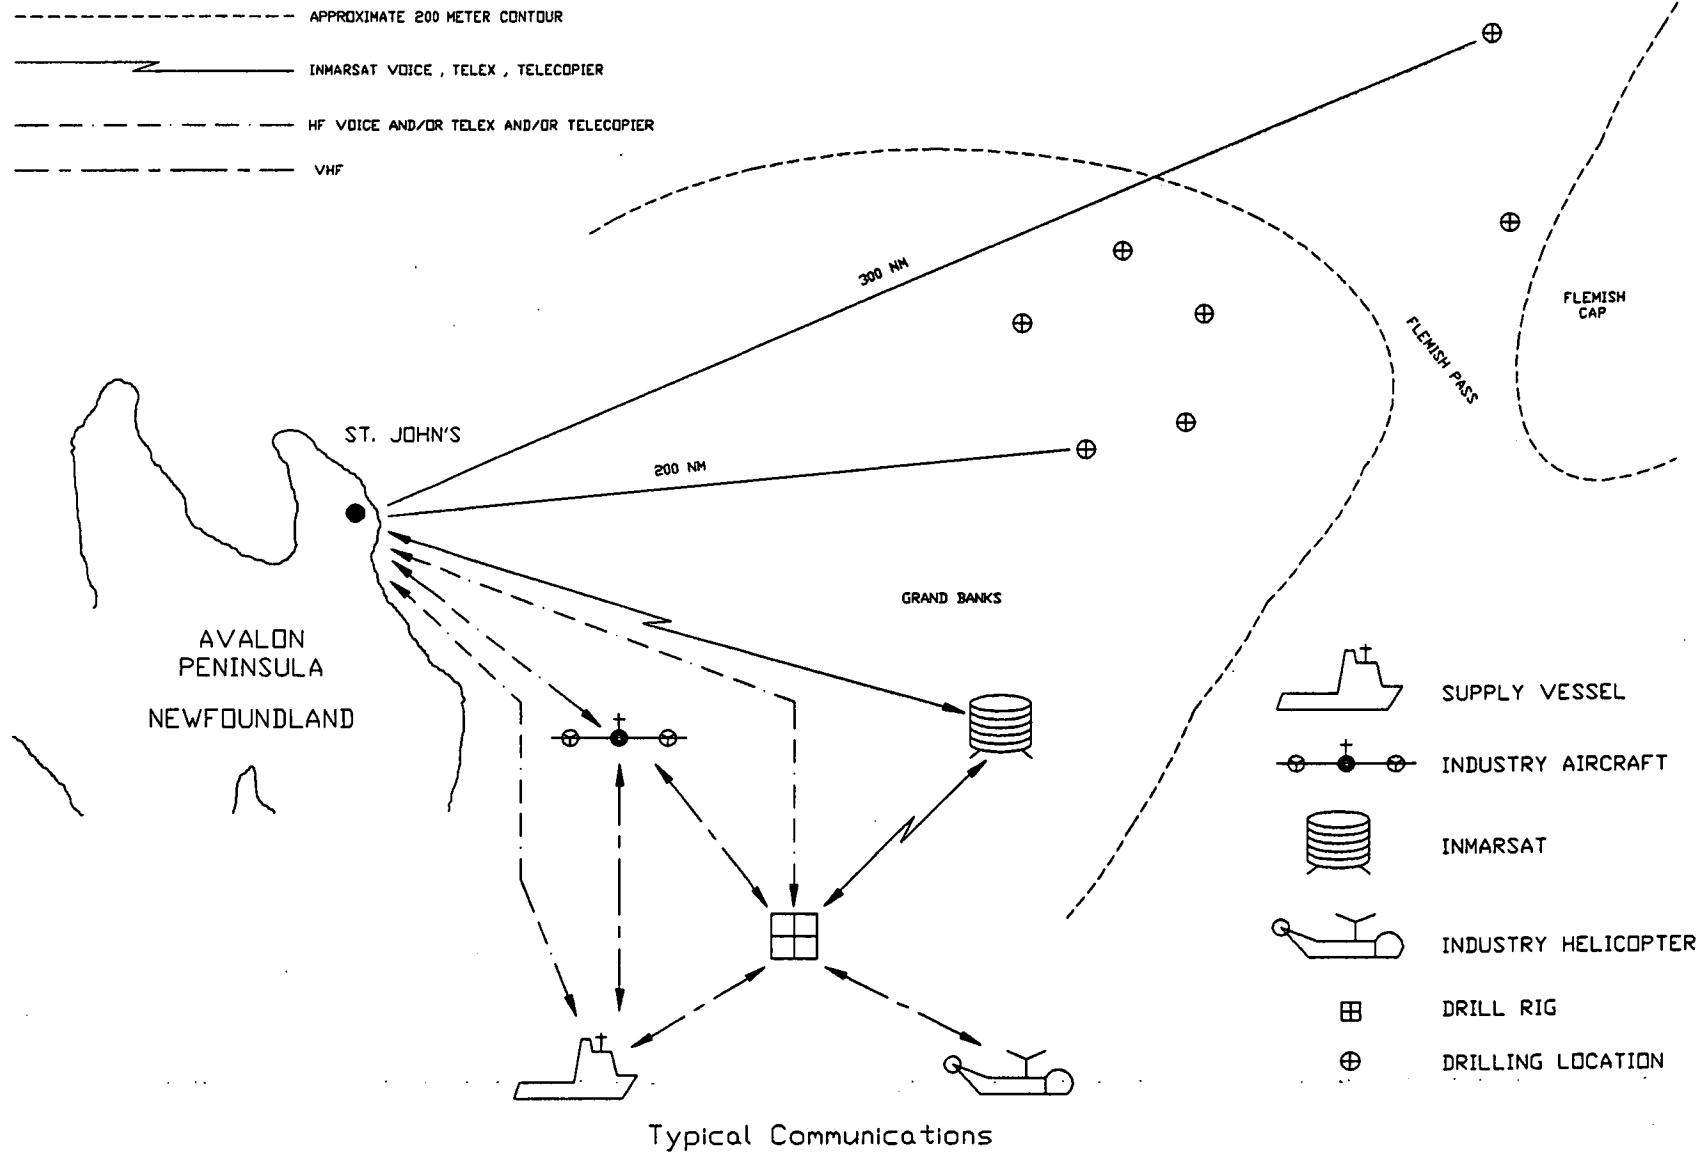 APPROXIMATE 200 METER CONTOUR
INMARSAT VOICE , TELEX , TELECOPIER
HF VOICE AND/OR TELEX AND/OR TELECOPIER
VHF
300 NM
FLEMISH
CAP
FLEMISH PASS
ST. JOHN'S
200 NM
GRAND BANKS
AVALON
PENINSULA
NEWFOUNDLAND
SUPPLY VESSEL
INDUSTRY AIRCRAFT
INMARSAT
INDUSTRY HELICOPTER
DRILL RIG
DRILLING LOCATION
Typical Communications